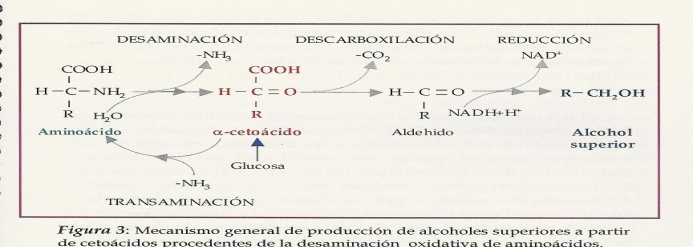 DESAMINACIÓN DESCARBOXILACIÓN REDUCCIÓN
-NH₃ -CO₂ NAD⁺
COOH COOH
H – C – NH₂ H – C = O H – C = O R – CH₂OH
R H₂O R R NADH+H⁺
Aminoácido α-cetoácido Aldehido Alcohol
superior
Glucosa
-NH₃
TRANSAMINACIÓN
Figura 3: Mecanismo general de producción de alcoholes superiores a partir
de cetoácidos procedentes de la desaminación oxidativa de aminoácidos.